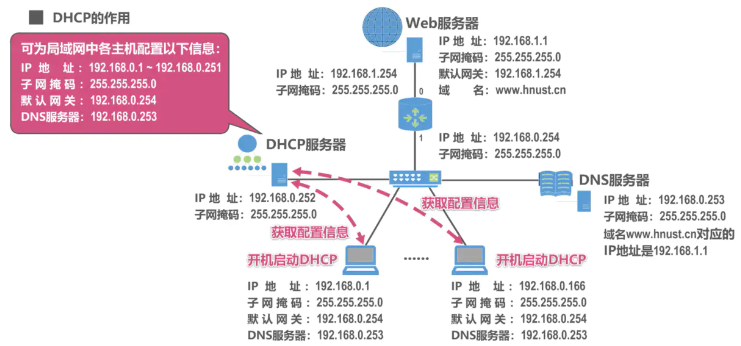 DHCP的作用
可为局域网中各主机配置以下信息：
IP 地 址：192.168.0.1 ~ 192.168.0.251
子网掩码：255.255.255.0
默认网关：192.168.0.254
DNS服务器：192.168.0.253
Web服务器
IP 地 址：192.168.1.1
子网掩码：255.255.255.0
默认网关：192.168.1.254
域 名：www.hnust.cn
IP 地 址：192.168.1.254
子网掩码：255.255.255.0
0
1
IP 地 址：192.168.0.254
子网掩码：255.255.255.0
DHCP服务器
IP 地 址：192.168.0.252
子网掩码：255.255.255.0
DNS服务器
IP 地 址：192.168.0.253
子网掩码：255.255.255.0
域名www.hnust.cn对应的
IP地址是192.168.1.1
获取配置信息
获取配置信息
开机启动DHCP
······
开机启动DHCP
IP 地 址：192.168.0.1
子网掩码：255.255.255.0
默认网关：192.168.0.254
DNS服务器：192.168.0.253
IP 地 址：192.168.0.166
子网掩码：255.255.255.0
默认网关：192.168.0.254
DNS服务器：192.168.0.253